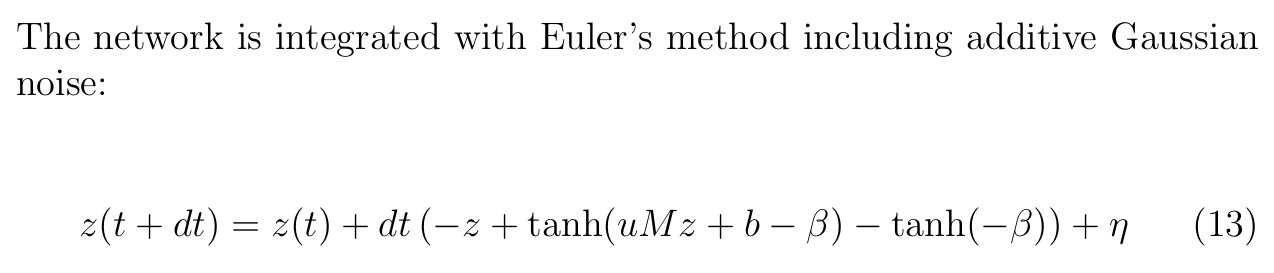 The network is integrated with Euler's method including additive Gaussian
noise:
z(t + dt) = z(t) + dt (−z + tanh(uMz + b − β) − tanh(−β)) + η (13)